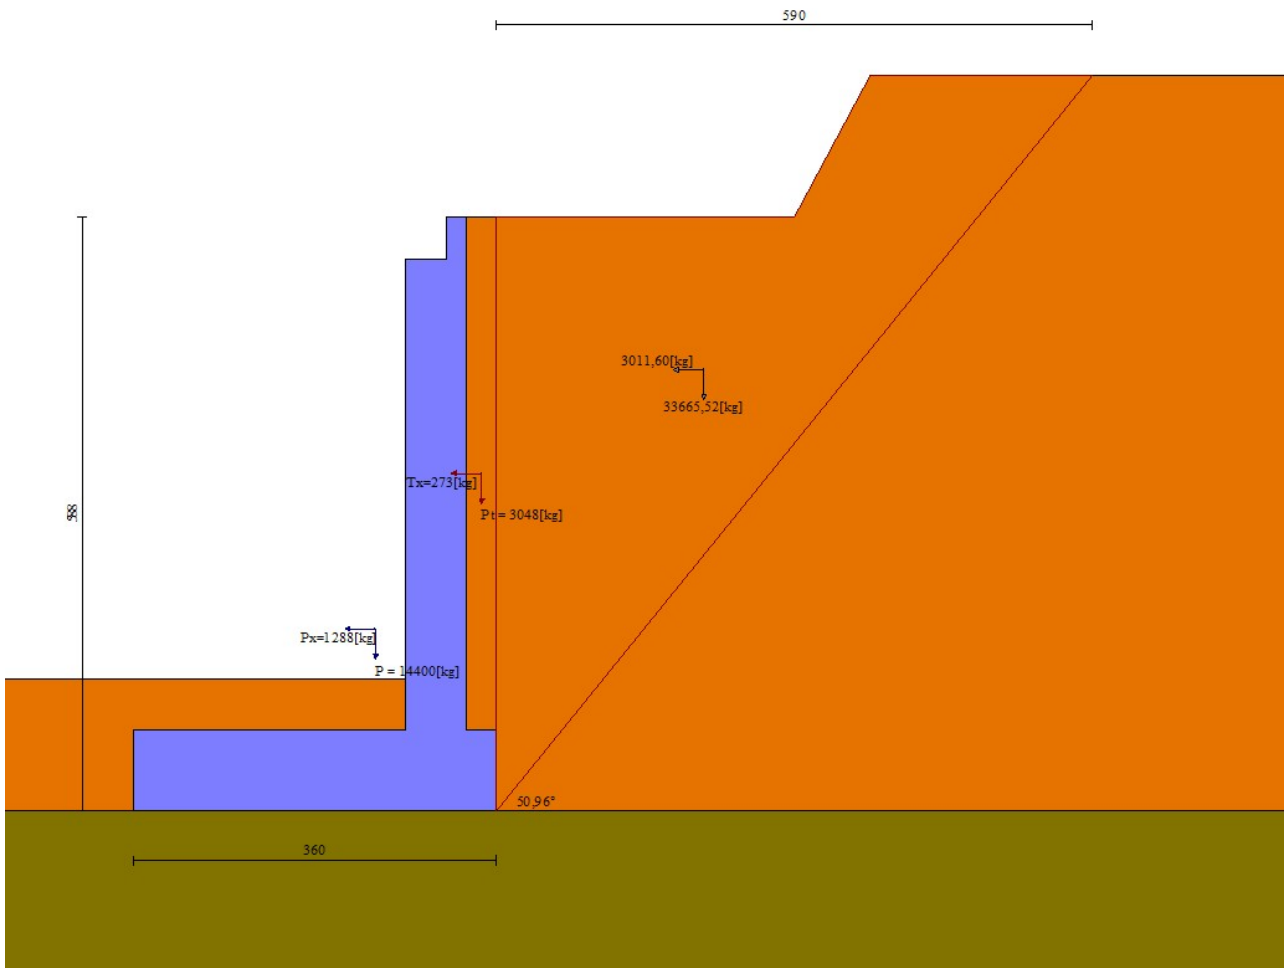 590
3011,60[kg]
33665,52[kg]
Tx=273[kg]
Pt = 3048[kg]
Px=1288[kg]
P = 14400[kg]
50,96°
360